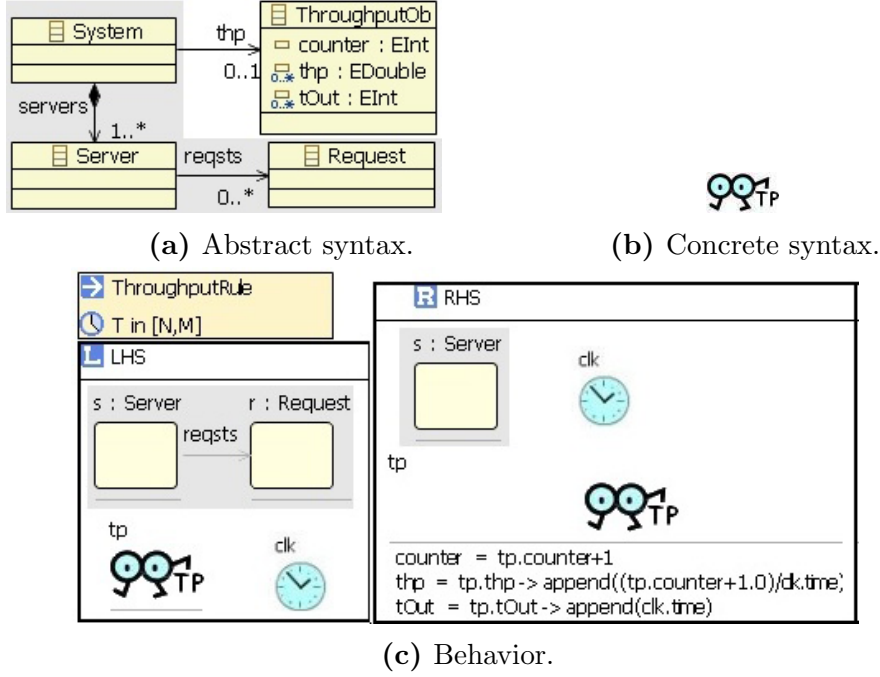 System
thp
0..1
ThroughputOb
counter : EInt
0..* thp : EDouble
0..* tOut : EInt
servers
1..*
Server
reqsts
0..*
Request
TP
(a) Abstract syntax.
(b) Concrete syntax.
ThroughputRule
T in [N,M]
L LHS
s : Server
r : Request
reqsts
tp
TP
clk
R RHS
s : Server
clk
tp
TP
counter = tp.counter+1
thp = tp.thp-> append((tp.counter+1.0)/clk.time)
tOut = tp.tOut-> append(clk.time)
(c) Behavior.